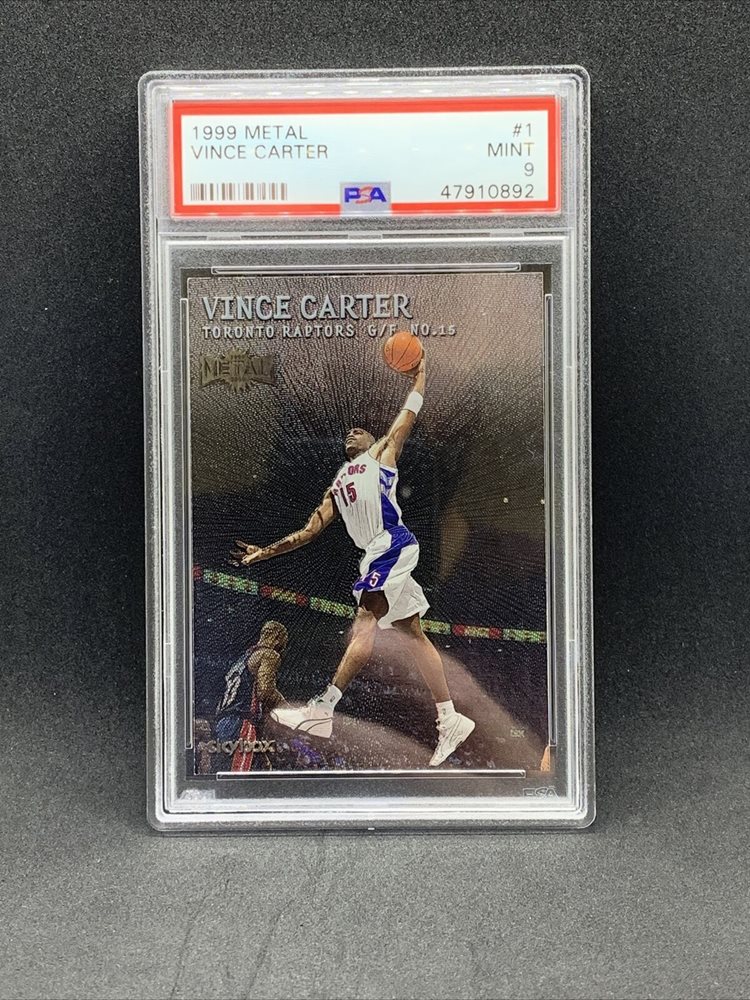 1999 METAL #1
VINCE CARTER MINT
9
PSA 47910892
VINCE CARTER
TORONTO RAPTORS G/F NO.15
METAL
15
5
skybox
PSA